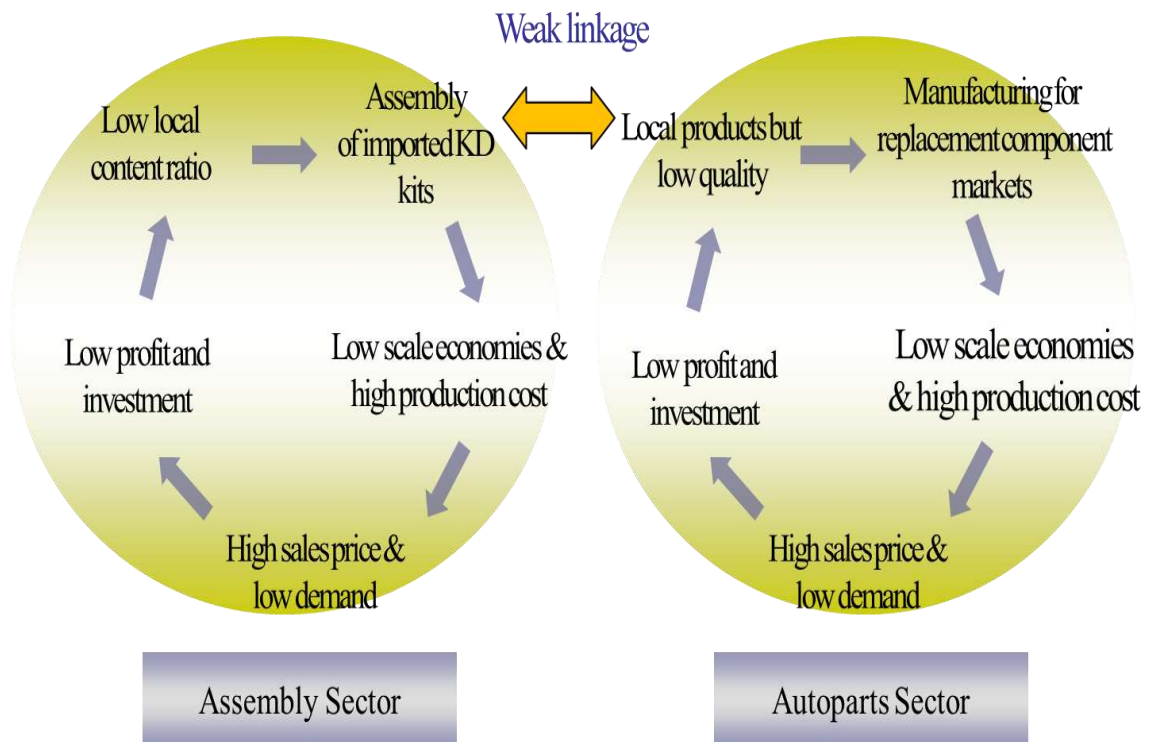 Weak linkage
Low local
content ratio
Assembly
of imported KD
kits
Low scale economies &
high production cost
High sales price &
low demand
Low profit and
investment
Assembly Sector
Local products but
low quality
Manufacturing for
replacement component
markets
Low scale economies
& high production cost
High sales price &
low demand
Low profit and
investment
Autoparts Sector